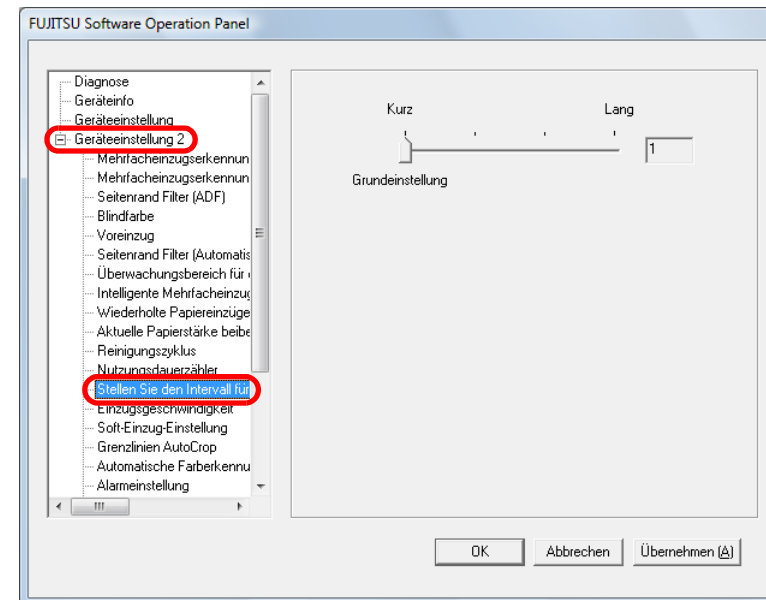 FUJITSU Software Operation Panel
Diagnose
Geräteinfo
Geräteeinstellung
Geräteeinstellung 2
Mehrfacheinzugserkennun
Mehrfacheinzugserkennun
Seitenrand Filter (ADF)
Blindfarbe
Voreinzug
Seitenrand Filter (Automatis
Überwachungsbereich für
Intelligente Mehrfacheinzug
Wiederholte Papiereinzüge
Aktuelle Papierstärke beibe
Reinigungszyklus
Nutzungsdauerzähler
Stellen Sie den Intervall für
Einzugsgeschwindigkeit
Soft-Einzug-Einstellung
Grenzlinien AutoCrop
Automatische Farberkennu
Alarmeinstellung
Kurz Lang
1
Grundeinstellung
OK Abbrechen Übernehmen (A)